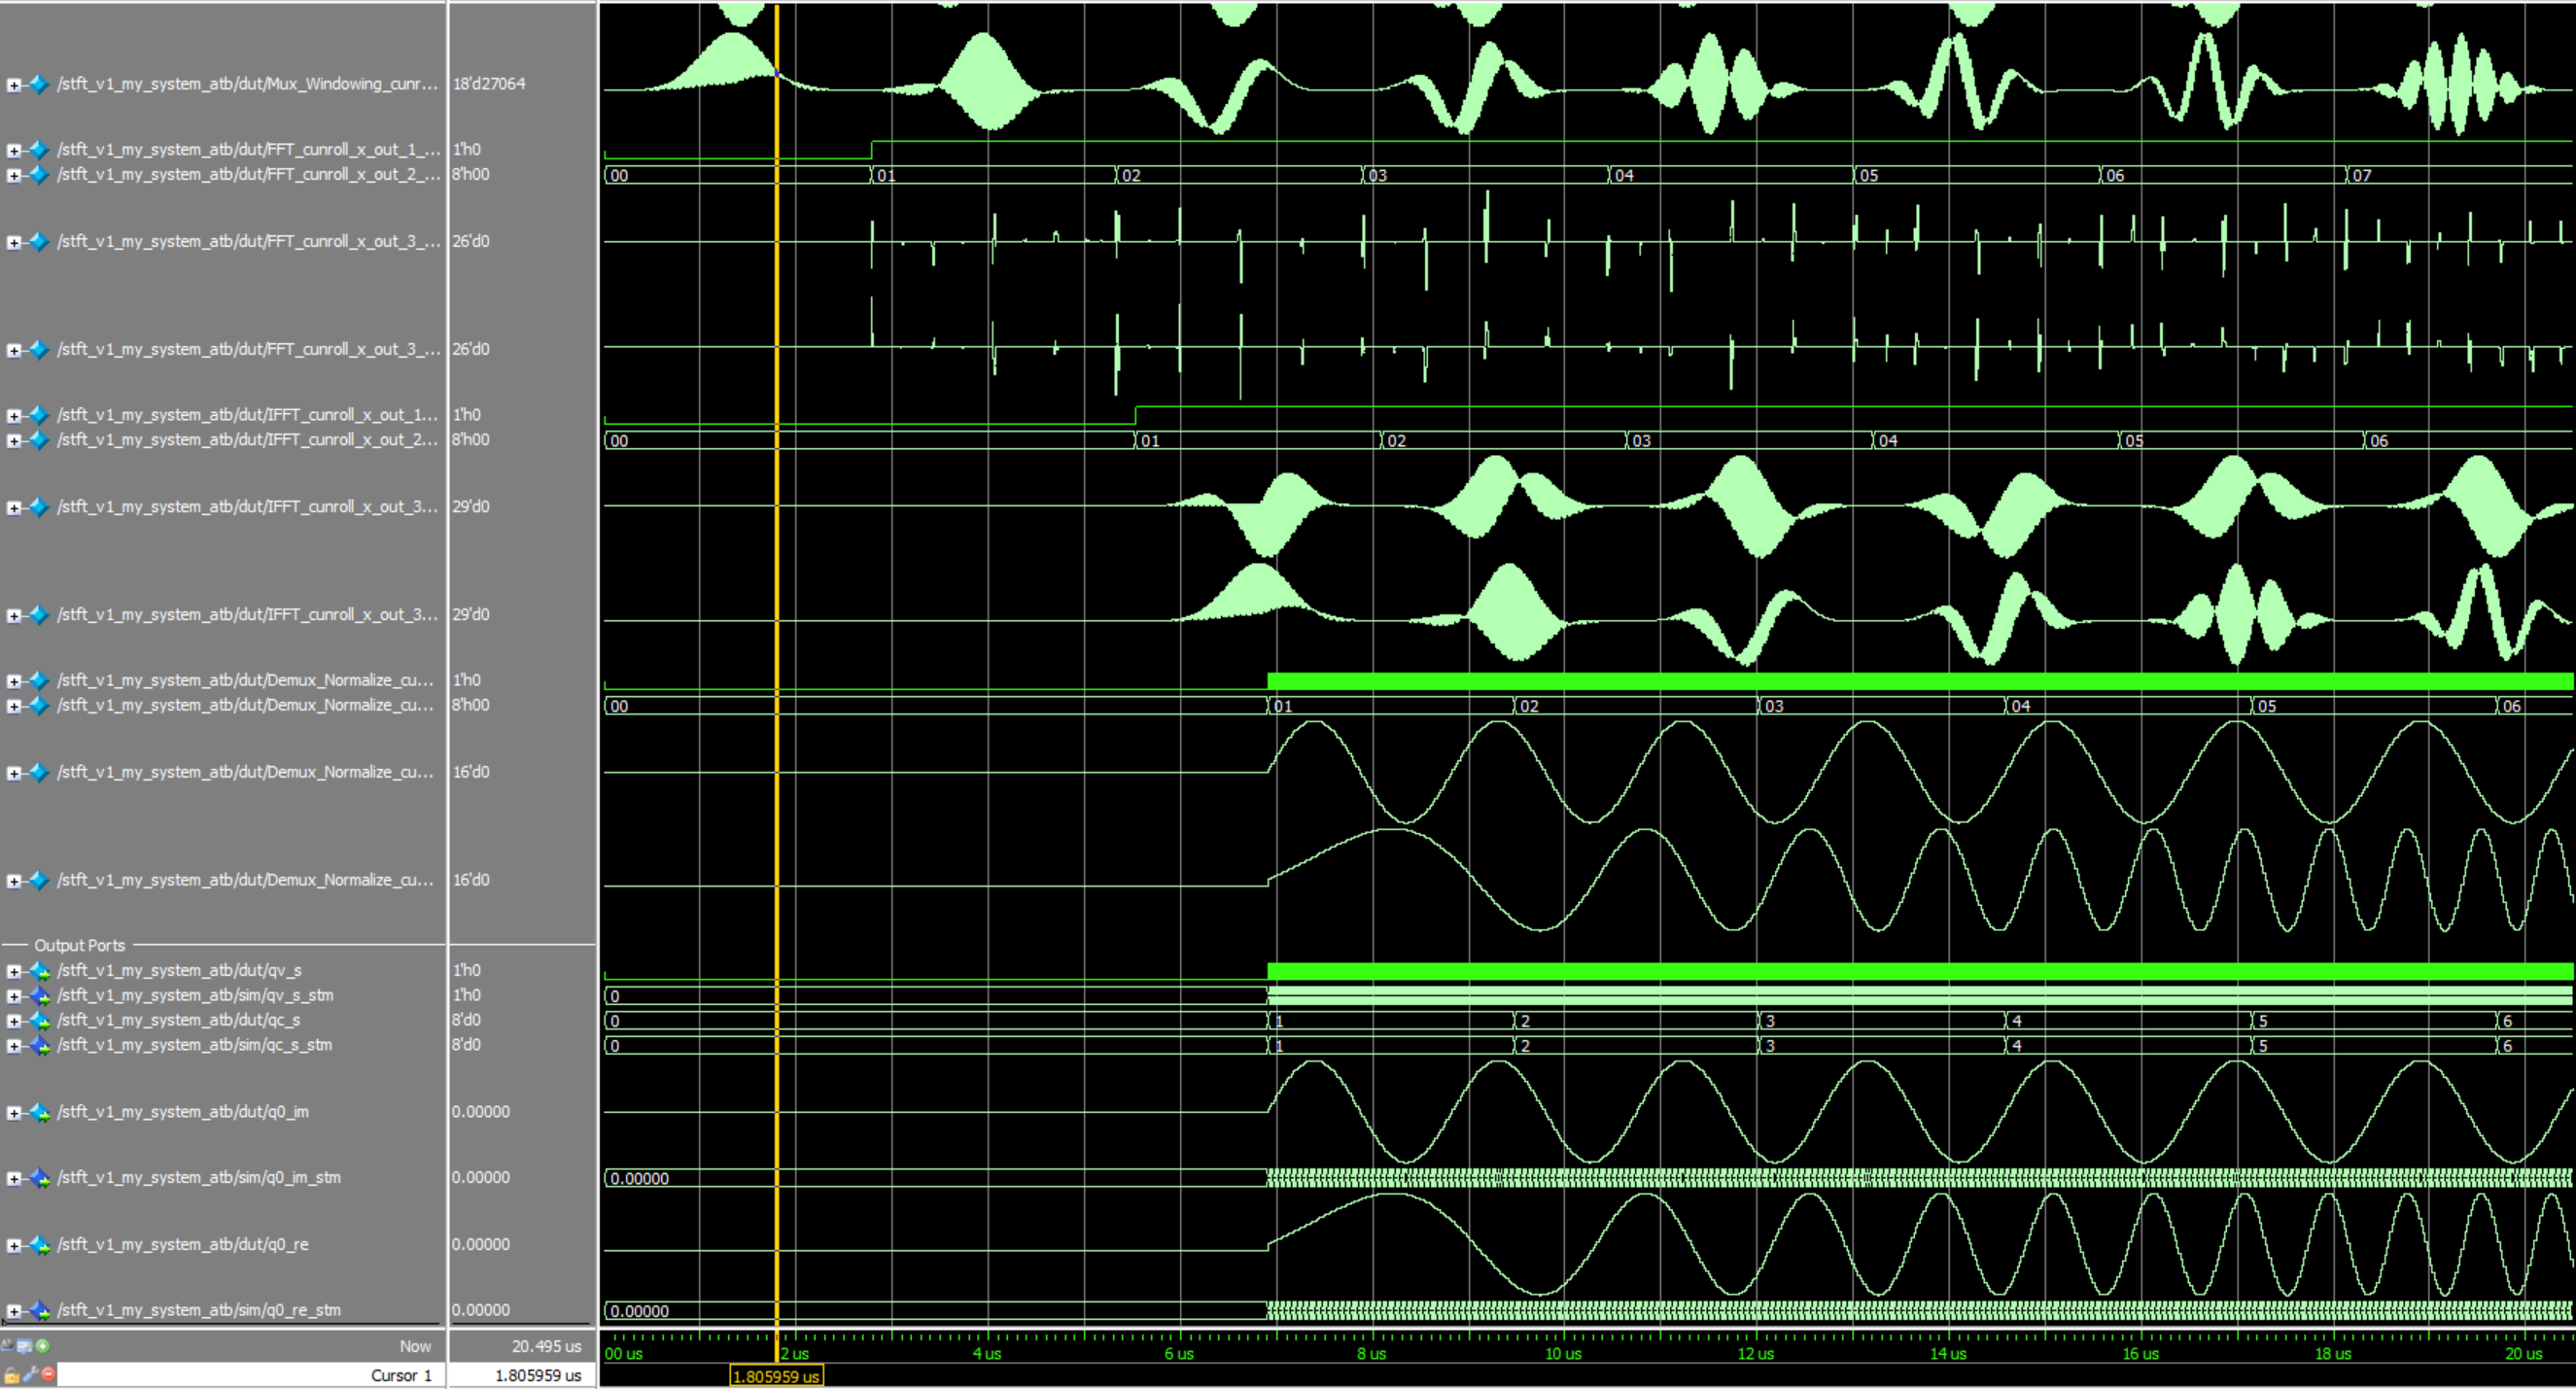 /stft_v1_my_system_atb/dut/Mux_Windowing_cunr... 18'd27064
/stft_v1_my_system_atb/dut/FFT_cunroll_x_out_1_... 1'h0
/stft_v1_my_system_atb/dut/FFT_cunroll_x_out_2_... 8'h00 00 01 02 03 04 05 06 07
/stft_v1_my_system_atb/dut/FFT_cunroll_x_out_3_... 26'd0
/stft_v1_my_system_atb/dut/FFT_cunroll_x_out_3_... 26'd0
/stft_v1_my_system_atb/dut/IFFT_cunroll_x_out_1... 1'h0
/stft_v1_my_system_atb/dut/IFFT_cunroll_x_out_2... 8'h00 00 01 02 03 04 05 06
/stft_v1_my_system_atb/dut/IFFT_cunroll_x_out_3... 29'd0
/stft_v1_my_system_atb/dut/IFFT_cunroll_x_out_3... 29'd0
/stft_v1_my_system_atb/dut/Demux_Normalize_cu... 1'h0
/stft_v1_my_system_atb/dut/Demux_Normalize_cu... 8'h00 00 01 02 03 04 05 06
/stft_v1_my_system_atb/dut/Demux_Normalize_cu... 16'd0
/stft_v1_my_system_atb/dut/Demux_Normalize_cu... 16'd0
Output Ports
/stft_v1_my_system_atb/dut/qv_s 1'h0
/stft_v1_my_system_atb/sim/qv_s_stm 1'h0 0
/stft_v1_my_system_atb/dut/qc_s 8'd0 0 1 2 3 4 5 6
/stft_v1_my_system_atb/sim/qc_s_stm 8'd0 0 1 2 3 4 5 6
/stft_v1_my_system_atb/dut/q0_im 0.00000
/stft_v1_my_system_atb/sim/q0_im_stm 0.00000 0.00000
/stft_v1_my_system_atb/dut/q0_re 0.00000
/stft_v1_my_system_atb/sim/q0_re_stm 0.00000 0.00000
Now 20.495 us 00 us 2 us 4 us 6 us 8 us 10 us 12 us 14 us 16 us 18 us 20 us
Cursor 1 1.805959 us 1.805959 us